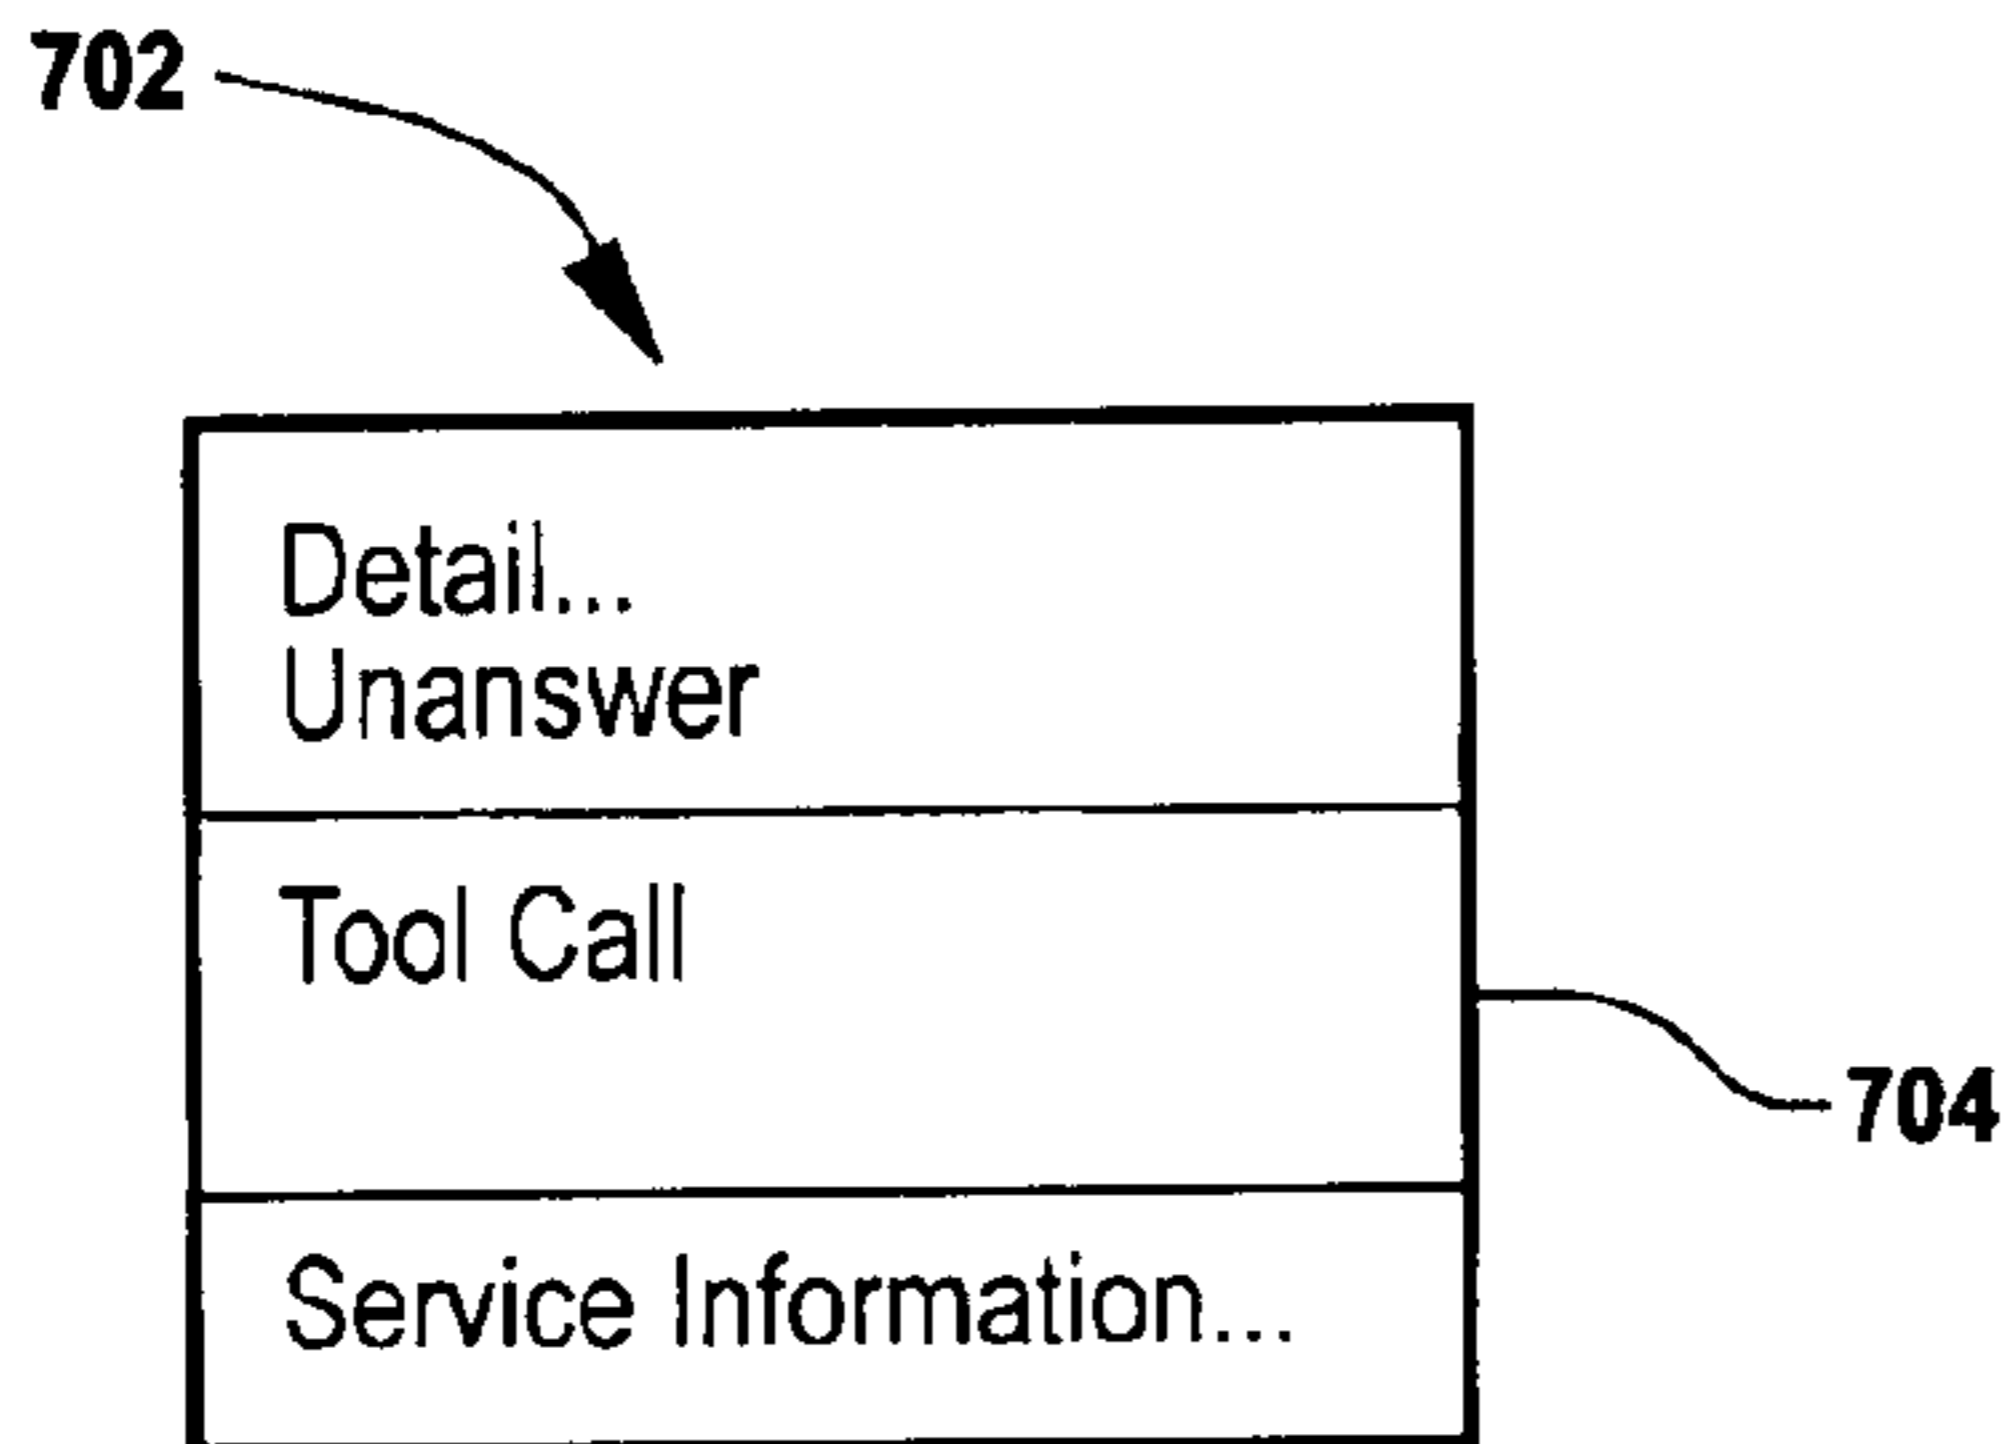 702
Detail...
Unanswer
Tool Call
704
Service Information...